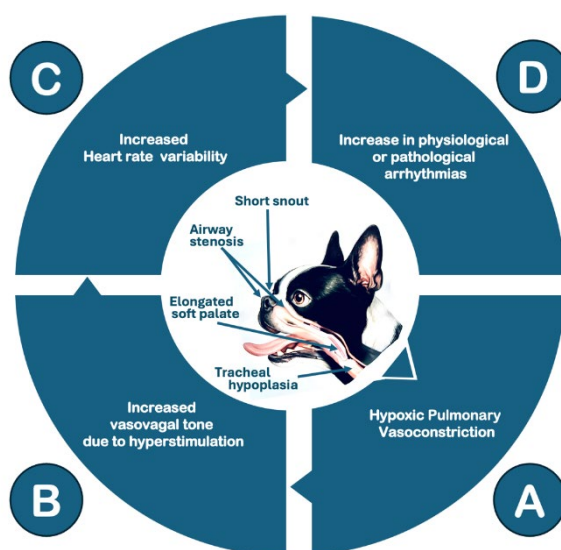 C
D
Increased
Heart rate variability
Increase in physiological
or pathological
arrhythmias
Short snout
Airway
stenosis
Elongated
soft palate
Tracheal
hypoplasia
Increased
vasovagal tone
due to hyperstimulation
Hypoxic Pulmonary
Vasoconstriction
B
A